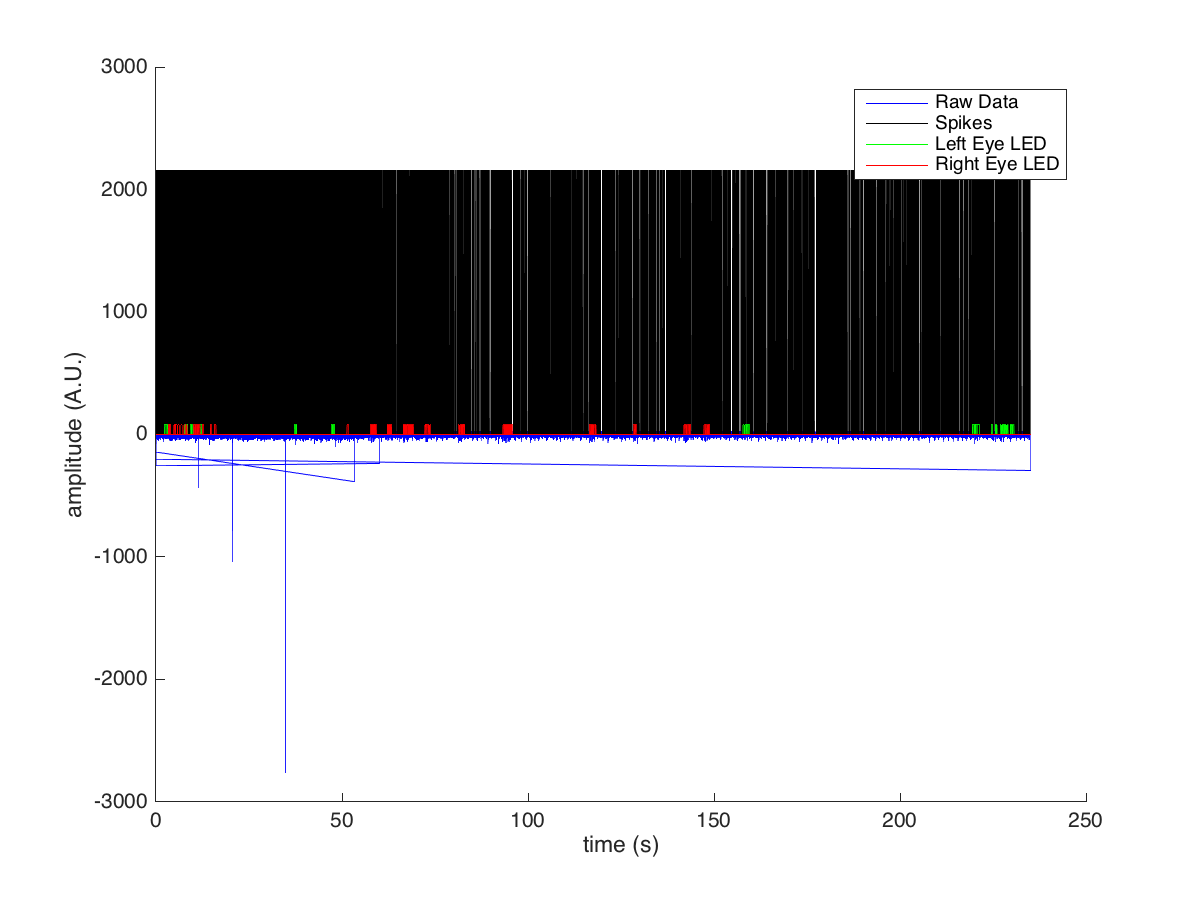 3000
2000
1000
0
-1000
-2000
-3000
amplitude (A.U.)
Raw Data
Spikes
Left Eye LED
Right Eye LED
0 50 100 150 200 250
time (s)